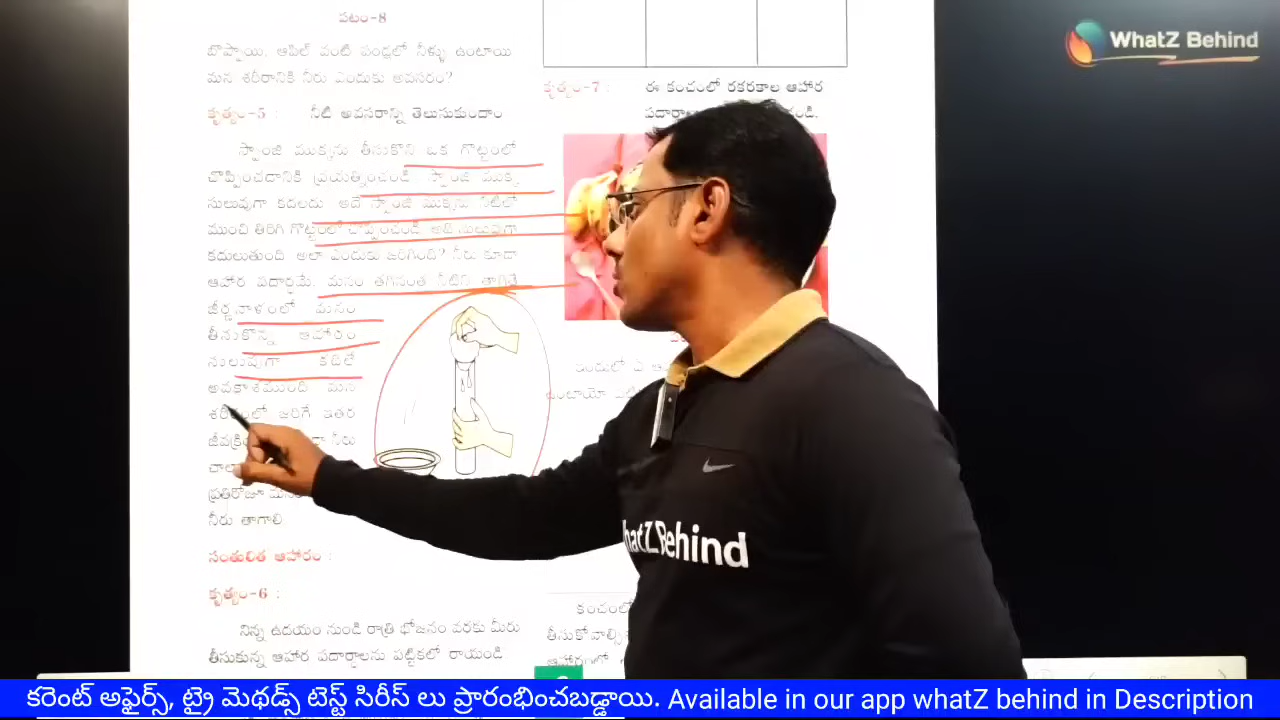 పటం-8
బొప్పాయి, ఆపిల్ వంటి పండ్లలో నీళ్ళు ఉంటాయి
మన శరీరానికి నీరు ఎందుకు అవసరం?
కృత్యం-5 : నీటి అవసరాన్ని తెలుసుకుందాం
స్పాంజి ముక్కను తీసుకొని ఒక గొట్టంలో
చొప్పించడానికి ప్రయత్నించండి. స్పాంజి ముక్క
సులువుగా కదలదు. అదే స్పాంజి ముక్కను నీటిలో
ముంచి తిరిగి గొట్టంలో చొప్పించండి. అది సులువుగా
కదులుతుంది. అలా ఎందుకు జరిగింది? నీరు కూడా
ఆహార పదార్థమే. మనం తగినంత నీటిని తాగితే
జీర్ణనాళంలో మనం
తీసుకొన్న ఆహారం
సులువుగా కదిలే
అవకాశముంది. మన
శరీరంలో జరిగే ఇతర
నీరు
ప్రతిరోజూ
నీరు తాగాలి
సంతులిత ఆహారం :
కృత్యం-6 :
నిన్న ఉదయం నుండి రాత్రి భోజనం వరకు మీరు
తీసుకున్న ఆహార పదార్థాలను పట్టికలో రాయండి
కృత్యం-7 : ఈ కంచంలో రకరకాల ఆహార
ఇందులో ఏ
కంచంలో
WhatZ Behind
hatZ Behind
కరెంట్ అఫైర్స్, ట్రై మెథడ్స్ టెస్ట్ సిరీస్ లు ప్రారంభించబడ్డాయి. Available in our app whatZ behind in Description